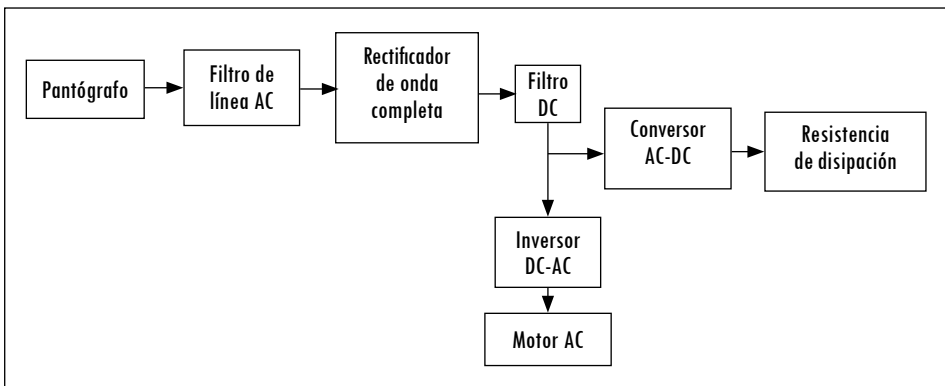 Pantógrafo
Filtro de
línea AC
Rectificador
de onda
completa
Filtro
DC
Conversor
AC-DC
Resistencia
de disipación
Inversor
DC-AC
Motor AC